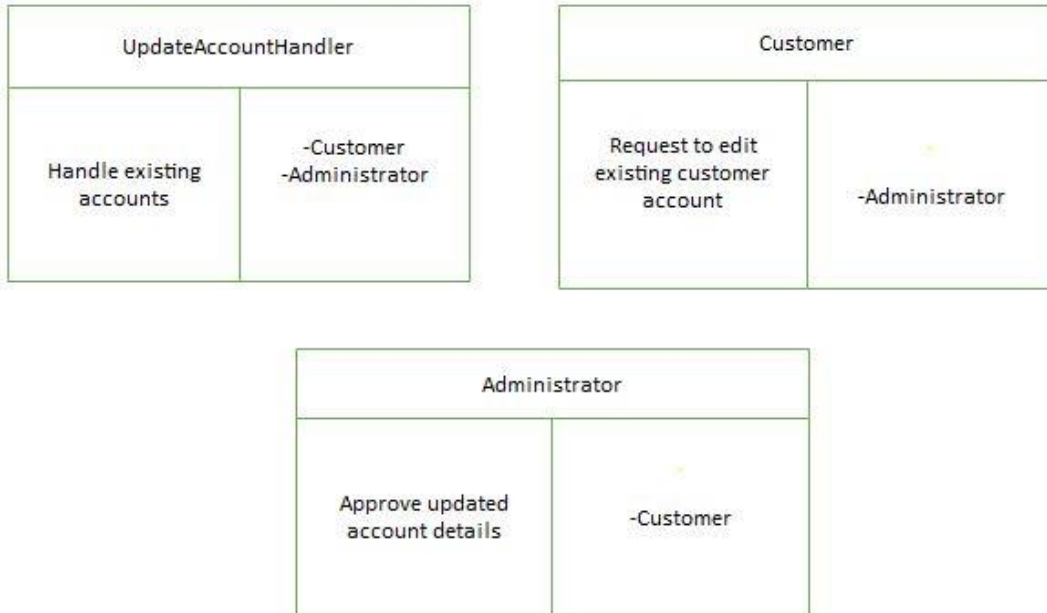 UpdateAccountHandler
Handle existing
accounts
-Customer
-Administrator
Customer
Request to edit
existing customer
account
-Administrator
Administrator
Approve updated
account details
-Customer